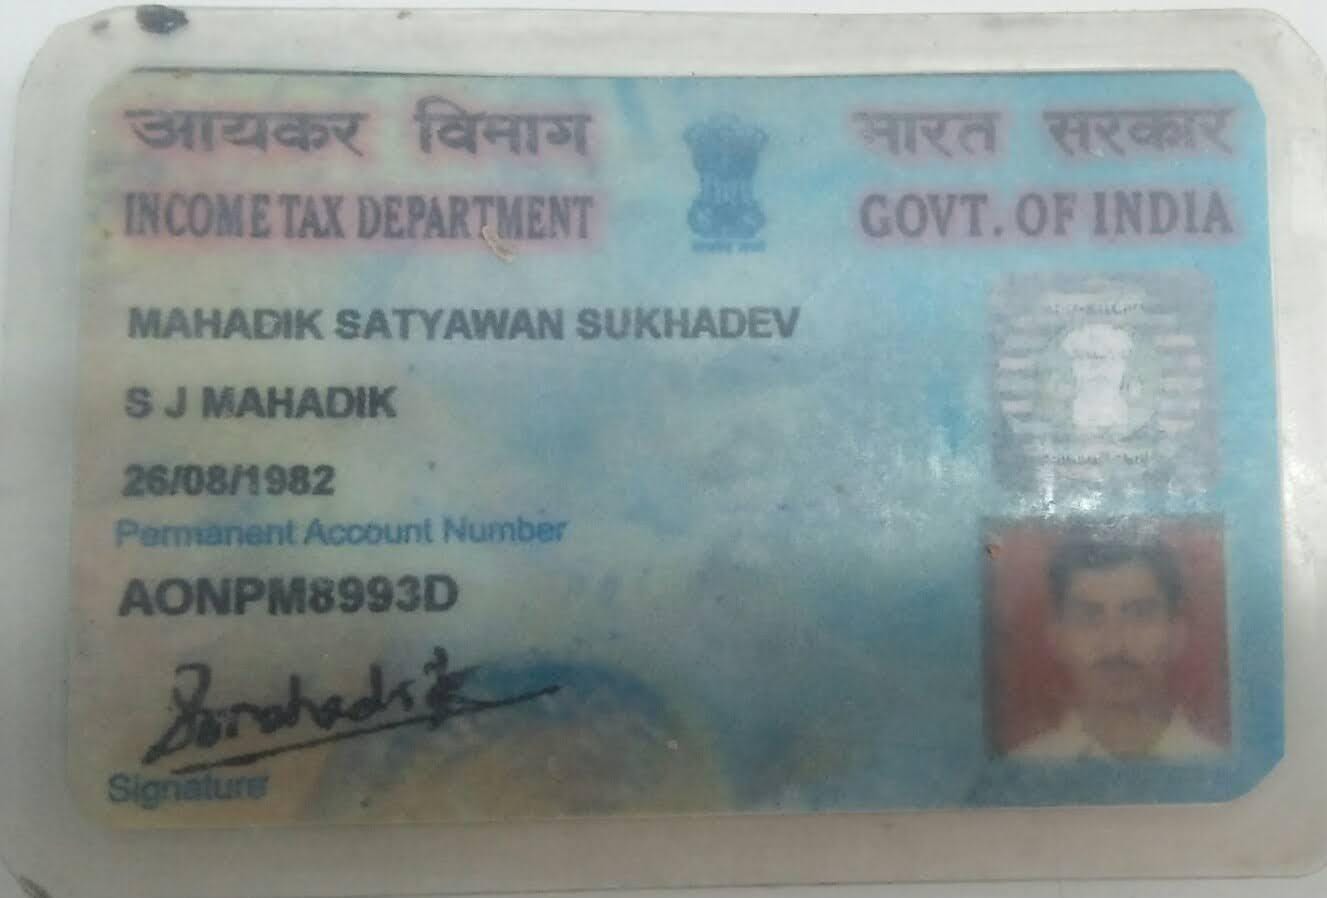 आयकर विभाग
भारत सरकार
INCOME TAX DEPARTMENT
GOVT. OF INDIA
MAHADIK SATYAWAN SUKHADEV
S J MAHADIK
26/08/1982
Permanent Account Number
AONPM8993D
Signature